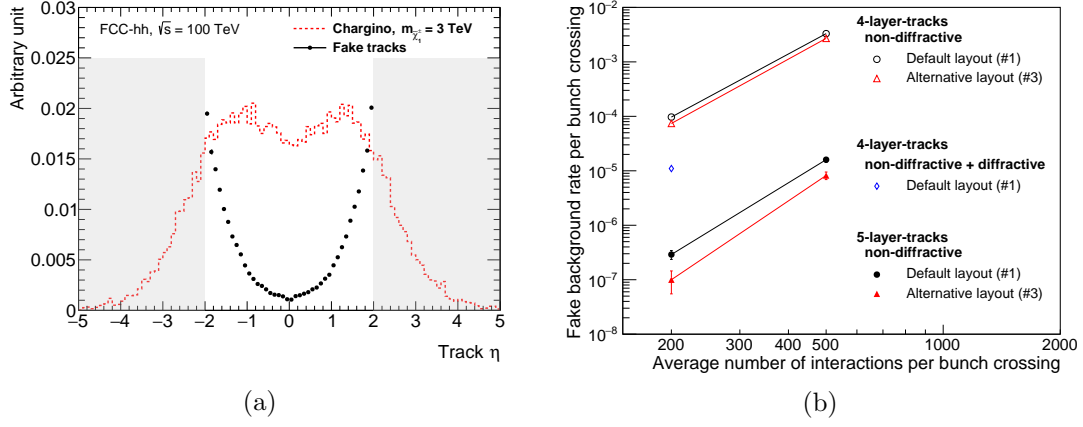 FCC-hh, √s = 100 TeV
Chargino, m_{χ̃₁^±} = 3 TeV
Fake tracks
Arbitrary unit
0.03
0.025
0.02
0.015
0.01
0.005
0
−5 −4 −3 −2 −1 0 1 2 3 4 5
Track η
(a)
Fake background rate per bunch crossing
10⁻²
10⁻³
10⁻⁴
10⁻⁵
10⁻⁶
10⁻⁷
10⁻⁸
4-layer-tracks
non-diffractive
Default layout (#1)
Alternative layout (#3)
4-layer-tracks
non-diffractive + diffractive
Default layout (#1)
5-layer-tracks
non-diffractive
Default layout (#1)
Alternative layout (#3)
200 300 400 500 1000 2000
Average number of interactions per bunch crossing
(b)